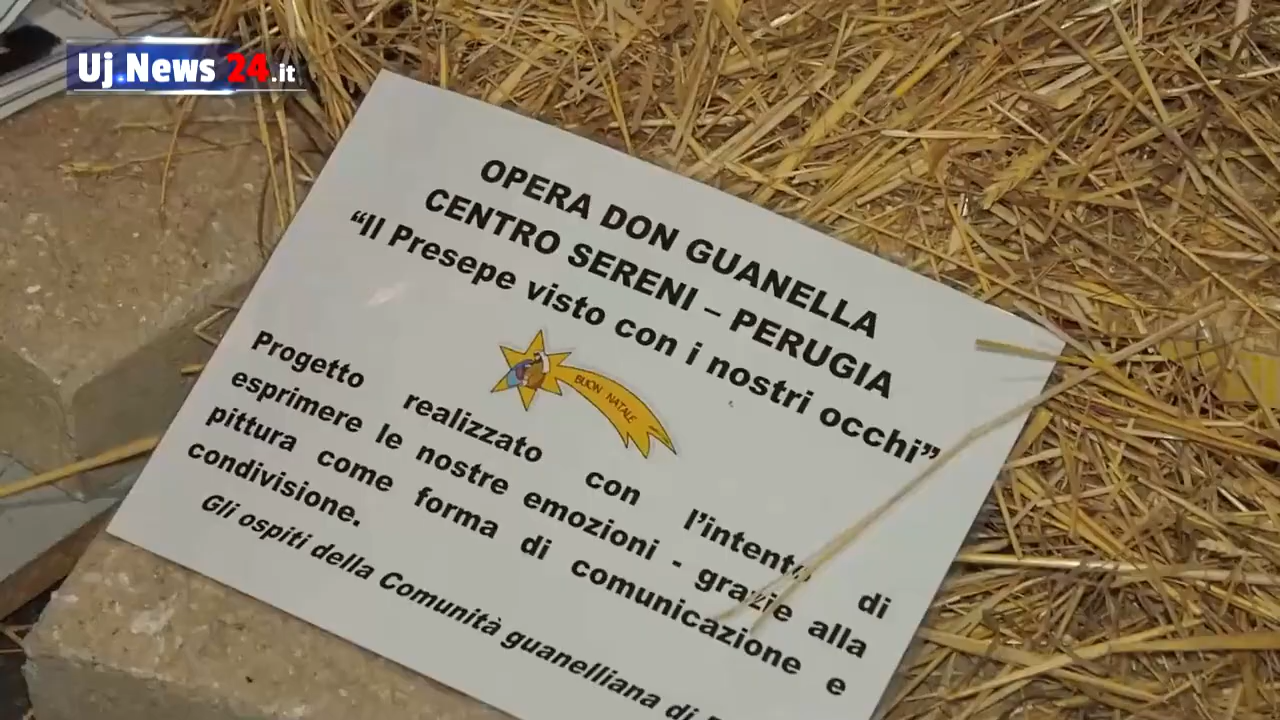 Uj.News 24.it
OPERA DON GUANELLA
CENTRO SERENI – PERUGIA
“Il Presepe visto con i nostri occhi”
BUON NATALE
Progetto realizzato con l’intento di
esprimere le nostre emozioni - grazie alla
pittura come forma di comunicazione e
condivisione.
Gli ospiti della Comunità guanelliana di